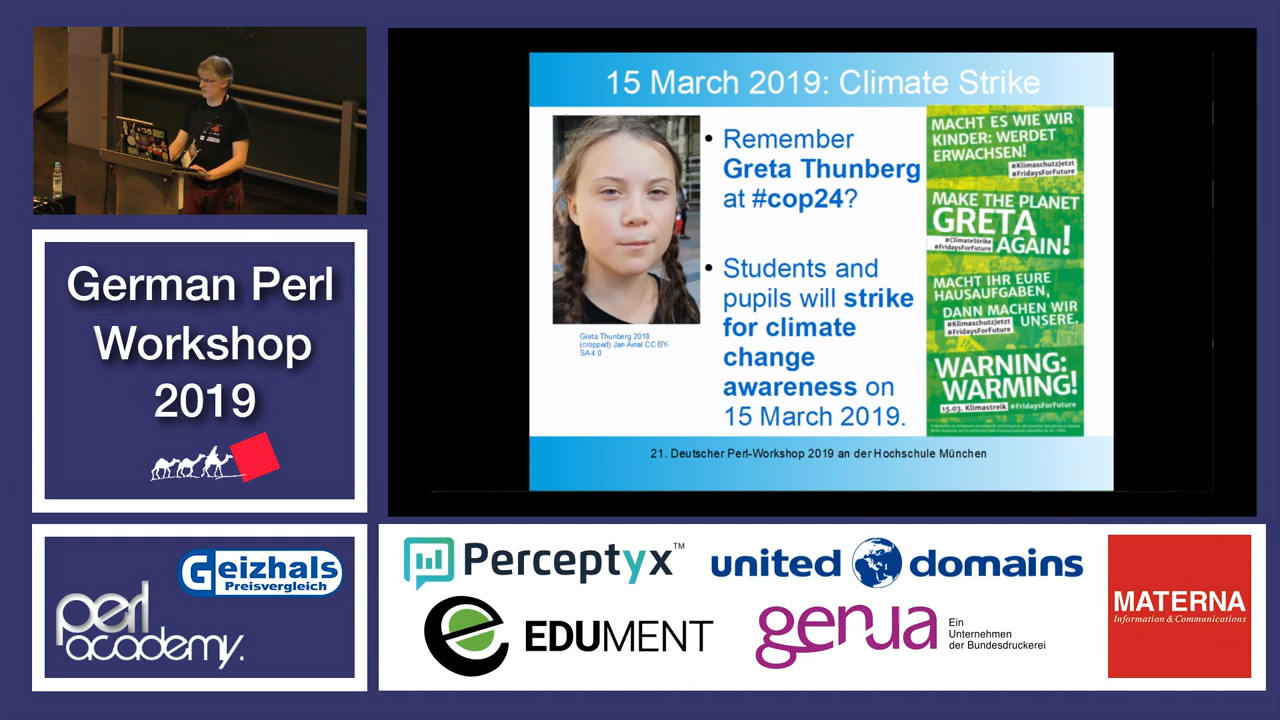 German Perl
Workshop
2019
Geizhals
Preisvergleich
perl
academy.
15 March 2019: Climate Strike
• Remember
Greta Thunberg
at #cop24?
• Students and
pupils will strike
for climate
change
awareness on
15 March 2019.
Greta Thunberg 2018
(cropped) Jan Ainal CC BY-
SA 4.0
MACHT ES WIE WIR
KINDER: WERDET
ERWACHSEN!
#KlimaschutzJetzt
#FridaysForFuture
MAKE THE PLANET
GRETA
#ClimateStrike
#FridaysForFuture
AGAIN!
MACHT IHR EURE
HAUSAUFGABEN,
DANN MACHEN WIR
#KlimaschutzJetzt
#FridaysForFuture
UNSERE.
WARNING:
WARMING!
15.03. Klimastreik #FridaysForFuture
21. Deutscher Perl-Workshop 2019 an der Hochschule München
Perceptyx™
united domains
EDUMENT
genua
Ein
Unternehmen
der Bundesdruckerei
MATERNA
Information & Communications